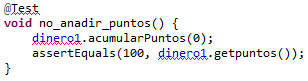 @Test
void no_anadir_puntos() {
    dinero1.acumularPuntos(0);
    assertEquals(100, dinero1.getpuntos());
}